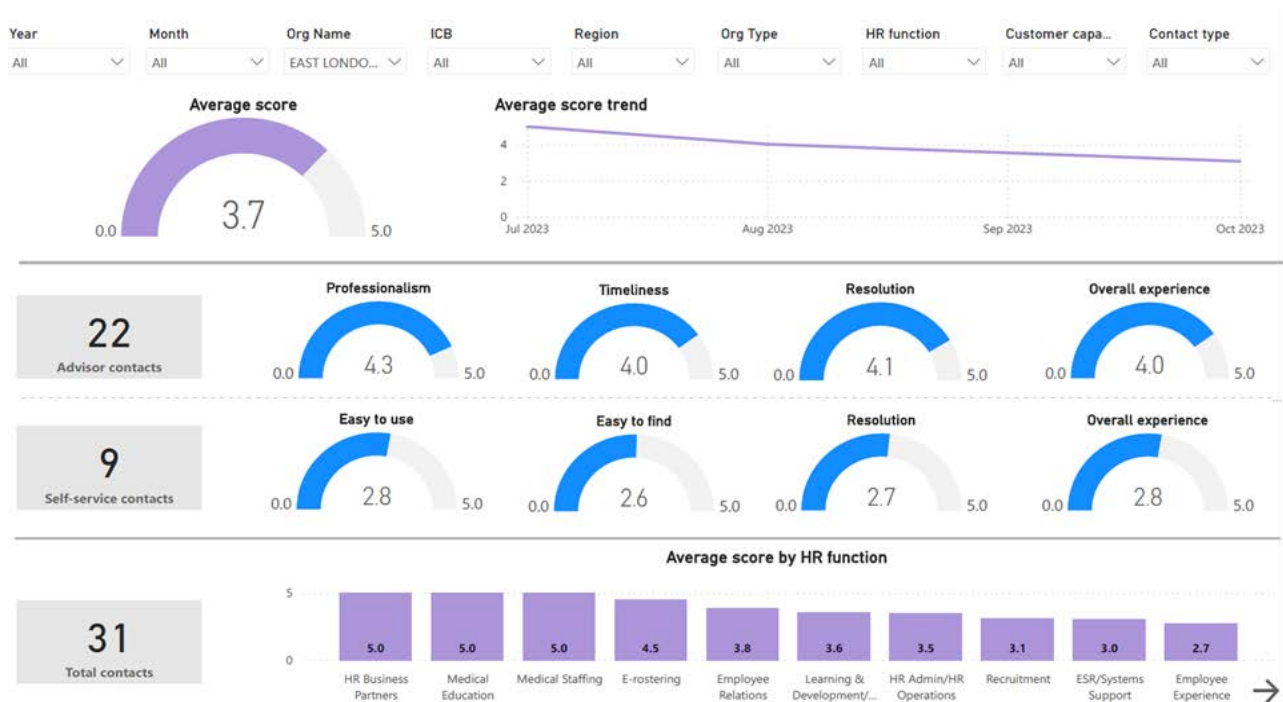 Year Month Org Name ICB Region Org Type HR function Customer capa... Contact type
All All EAST LONDO... All All All All All All
Average score
3.7
0.0 5.0
Average score trend
4
2
0
Jul 2023 Aug 2023 Sep 2023 Oct 2023
22
Advisor contacts
Professionalism
4.3
0.0 5.0
Timeliness
4.0
0.0 5.0
Resolution
4.1
0.0 5.0
Overall experience
4.0
0.0 5.0
9
Self-service contacts
Easy to use
2.8
0.0 5.0
Easy to find
2.6
0.0 5.0
Resolution
2.7
0.0 5.0
Overall experience
2.8
0.0 5.0
31
Total contacts
Average score by HR function
5
0
5.0 5.0 5.0 4.5 3.8 3.6 3.5 3.1 3.0 2.7
HR Business Partners
Medical Education
Medical Staffing
E-rostering
Employee Relations
Learning & Development/...
HR Admin/HR Operations
Recruitment
ESR/Systems Support
Employee Experience